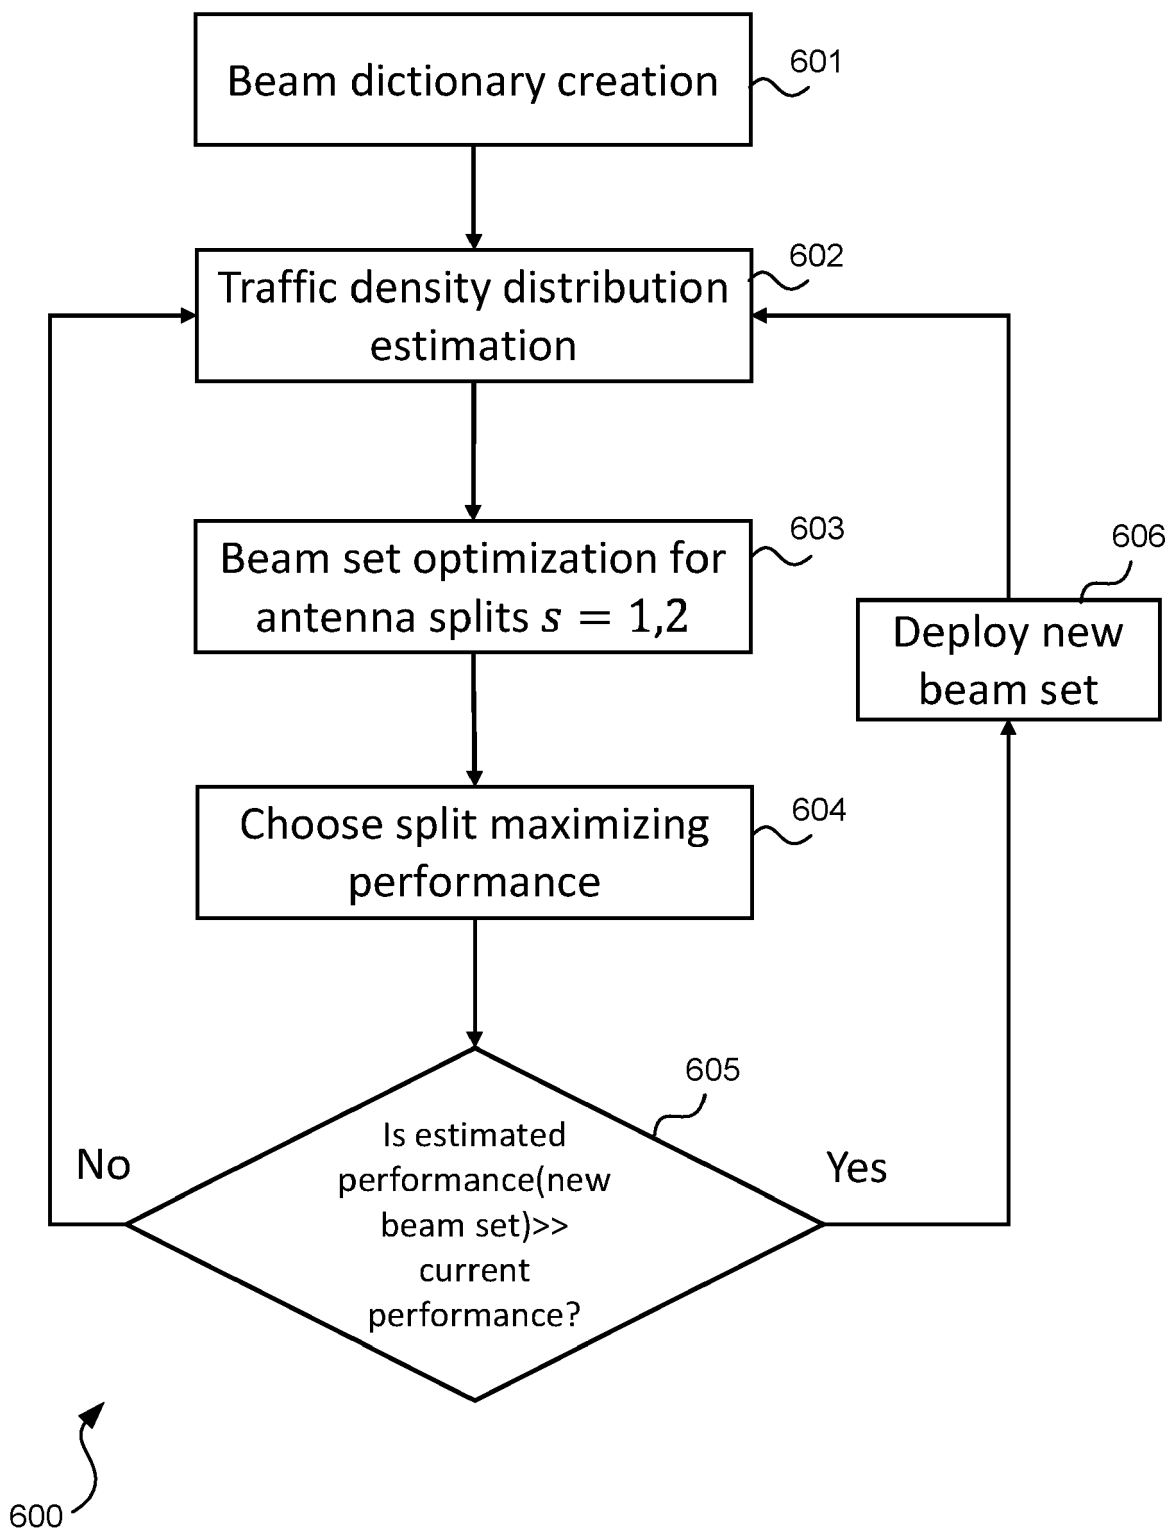 Beam dictionary creation
601
Traffic density distribution
estimation
602
Beam set optimization for
antenna splits s = 1,2
603
606
Deploy new
beam set
Choose split maximizing
performance
604
605
Is estimated
performance(new
beam set)>>
current
performance?
No
Yes
600